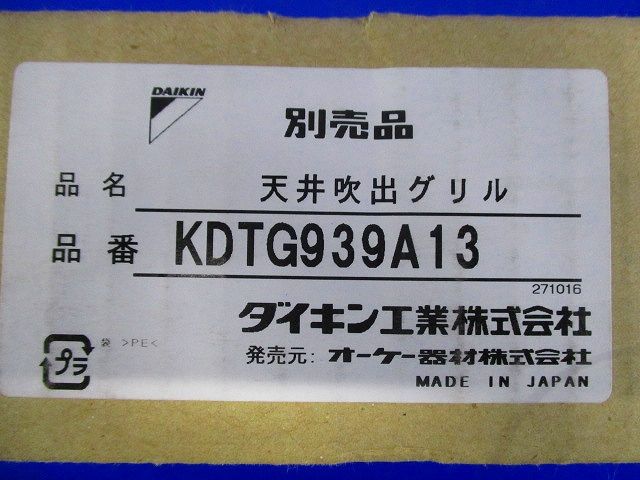 DAIKIN
別売品
品名 天井吹出グリル
品番 KDTG939A13
271016
ダイキン工業株式会社
発売元: オーケー器材株式会社
MADE IN JAPAN
プラ
袋 >PE<